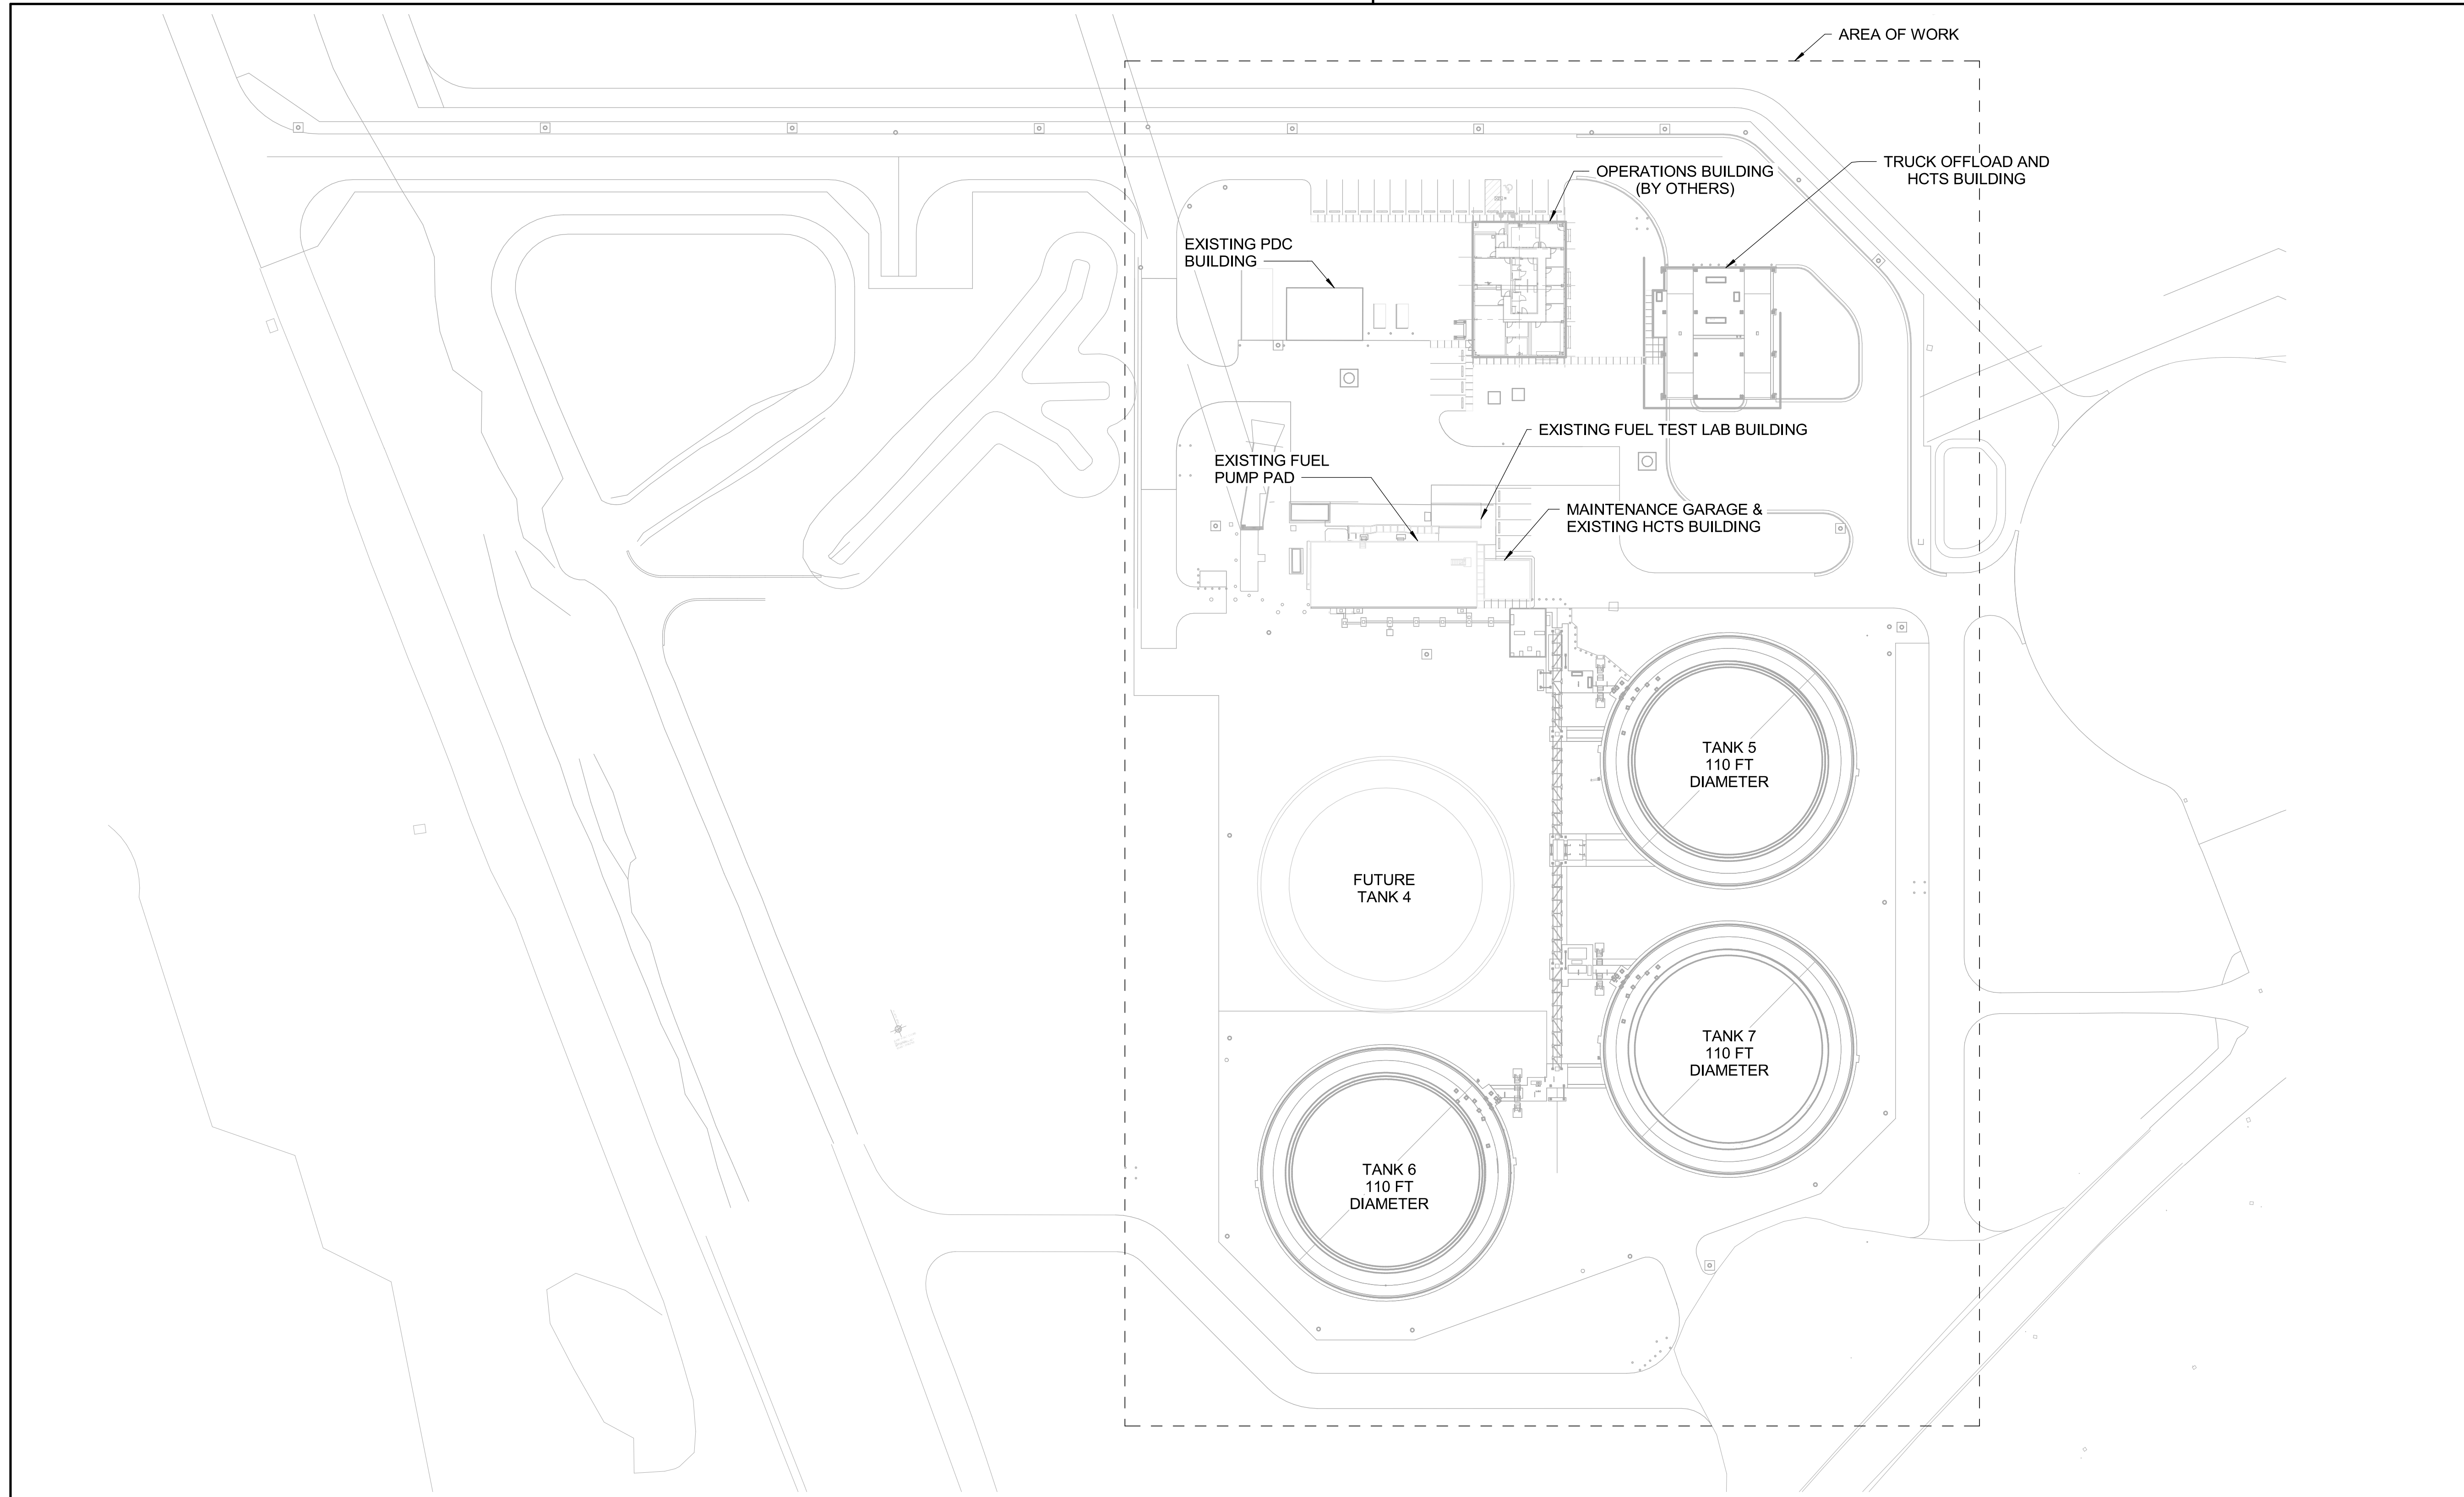 AREA OF WORK
TRUCK OFFLOAD AND
HCTS BUILDING
OPERATIONS BUILDING
(BY OTHERS)
EXISTING PDC
BUILDING
EXISTING FUEL TEST LAB BUILDING
EXISTING FUEL
PUMP PAD
MAINTENANCE GARAGE &
EXISTING HCTS BUILDING
TANK 5
110 FT
DIAMETER
FUTURE
TANK 4
TANK 7
110 FT
DIAMETER
TANK 6
110 FT
DIAMETER